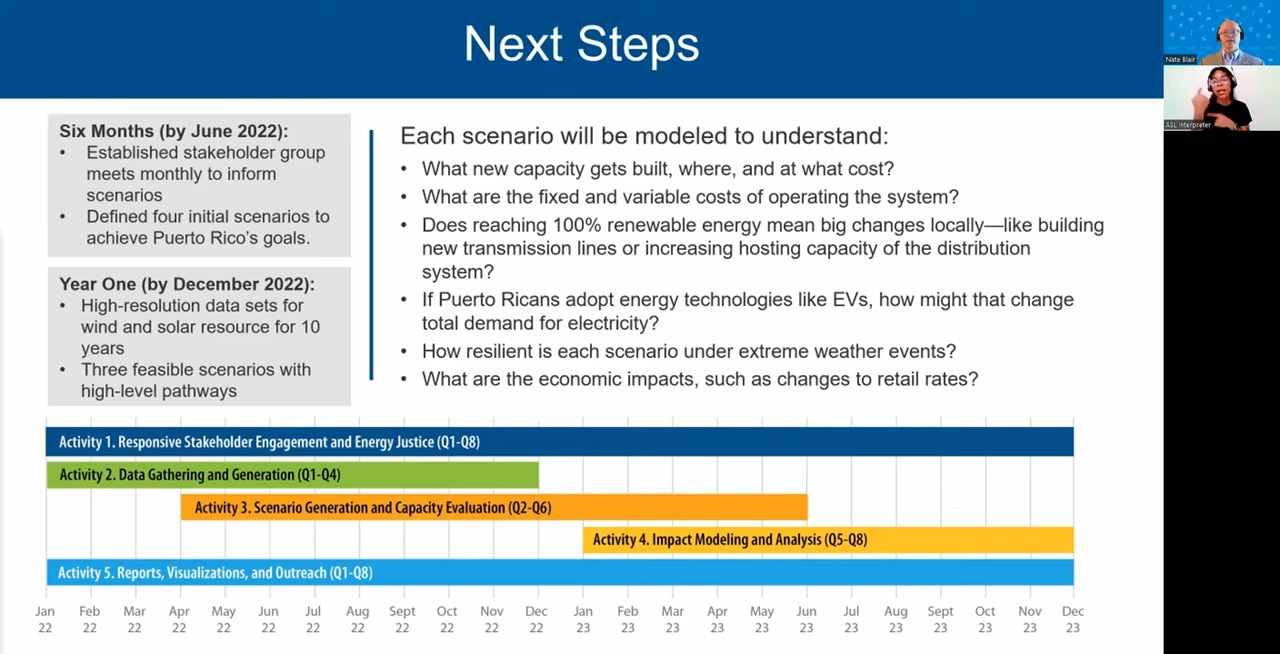 Next Steps
Nate Blair
ASL Interpreter
Six Months (by June 2022):
• Established stakeholder group
meets monthly to inform
scenarios
• Defined four initial scenarios to
achieve Puerto Rico's goals.
Year One (by December 2022):
• High-resolution data sets for
wind and solar resource for 10
years
• Three feasible scenarios with
high-level pathways
Each scenario will be modeled to understand:
• What new capacity gets built, where, and at what cost?
• What are the fixed and variable costs of operating the system?
• Does reaching 100% renewable energy mean big changes locally—like building
new transmission lines or increasing hosting capacity of the distribution
system?
• If Puerto Ricans adopt energy technologies like EVs, how might that change
total demand for electricity?
• How resilient is each scenario under extreme weather events?
• What are the economic impacts, such as changes to retail rates?
Activity 1. Responsive Stakeholder Engagement and Energy Justice (Q1-Q8)
Activity 2. Data Gathering and Generation (Q1-Q4)
Activity 3. Scenario Generation and Capacity Evaluation (Q2-Q6)
Activity 4. Impact Modeling and Analysis (Q5-Q8)
Activity 5. Reports, Visualizations, and Outreach (Q1-Q8)
Jan Feb Mar Apr May Jun Jul Aug Sept Oct Nov Dec Jan Feb Mar Apr May Jun Jul Aug Sept Oct Nov Dec
22 22 22 22 22 22 22 22 22 22 22 22 23 23 23 23 23 23 23 23 23 23 23 23